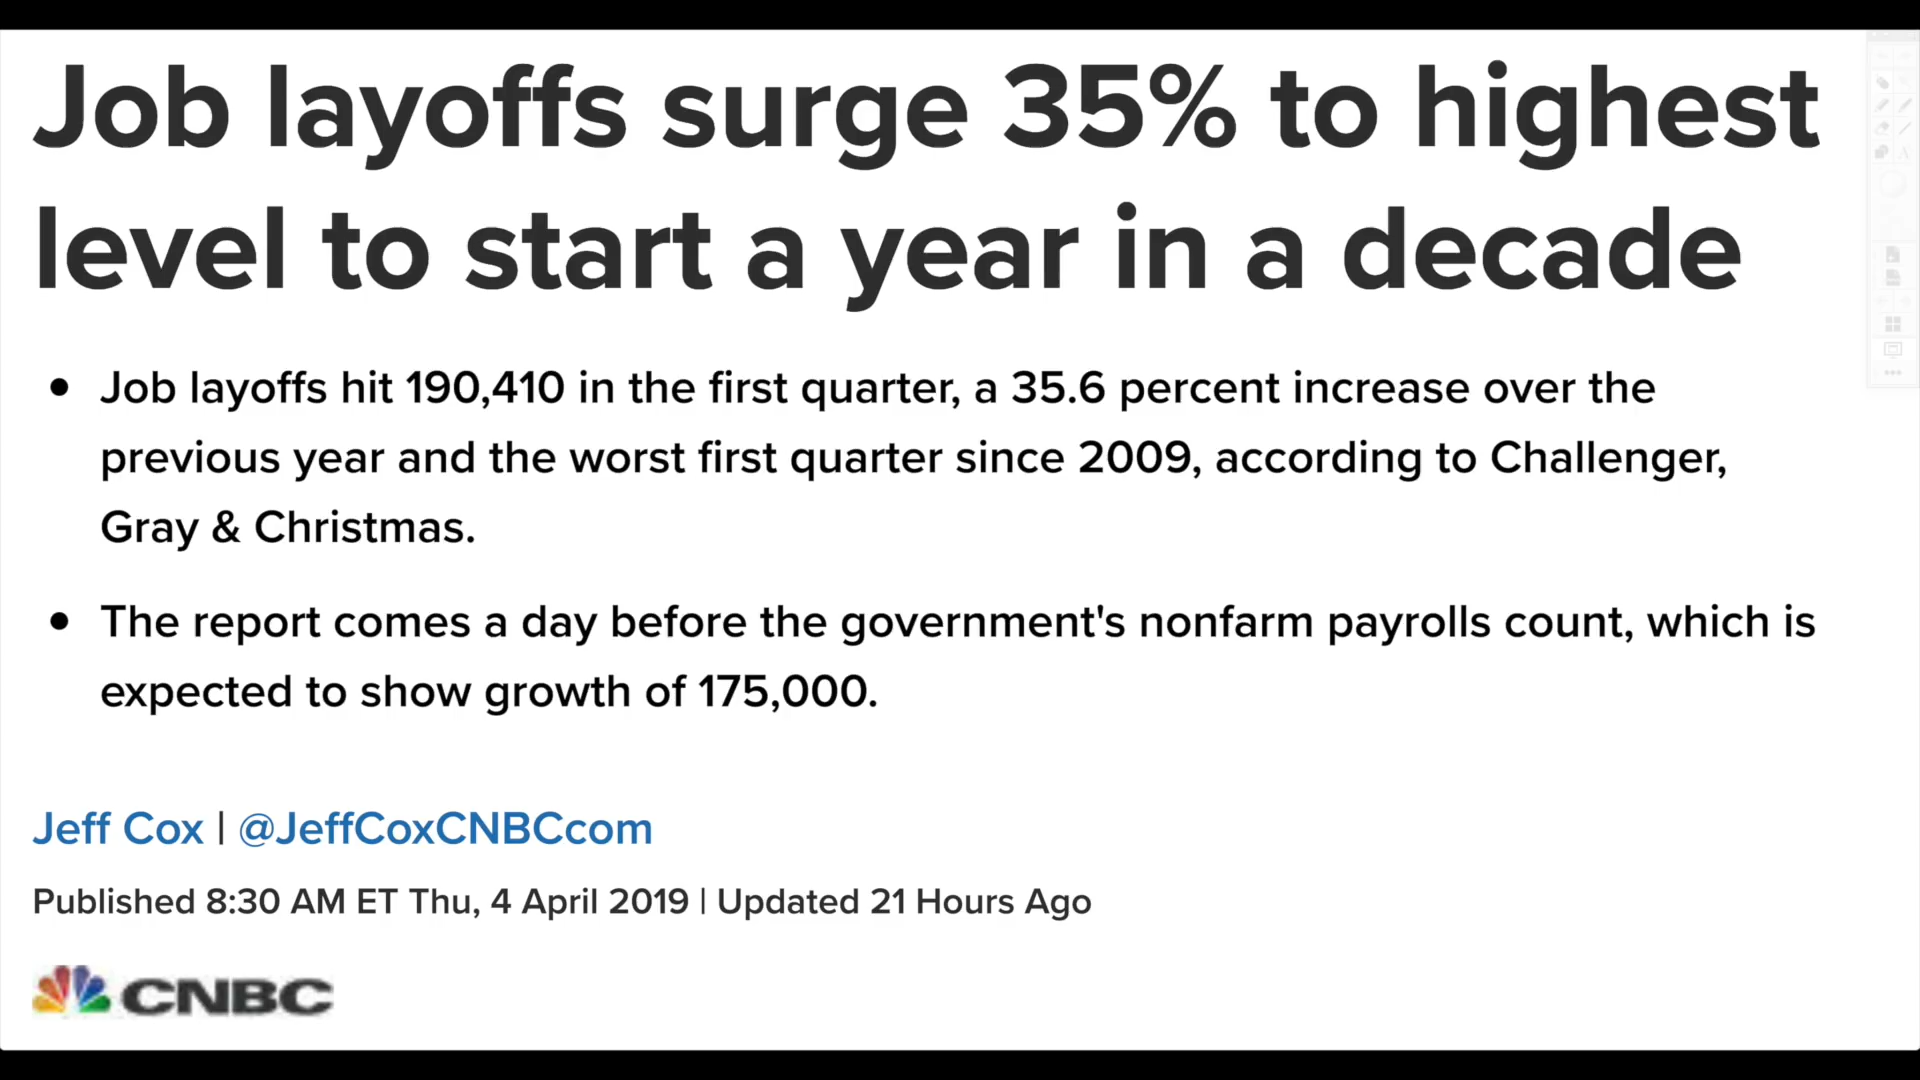 Job layoffs surge 35% to highest
level to start a year in a decade
• Job layoffs hit 190,410 in the first quarter, a 35.6 percent increase over the
previous year and the worst first quarter since 2009, according to Challenger,
Gray & Christmas.
• The report comes a day before the government's nonfarm payrolls count, which is
expected to show growth of 175,000.
Jeff Cox | @JeffCoxCNBCcom
Published 8:30 AM ET Thu, 4 April 2019 | Updated 21 Hours Ago
CNBC